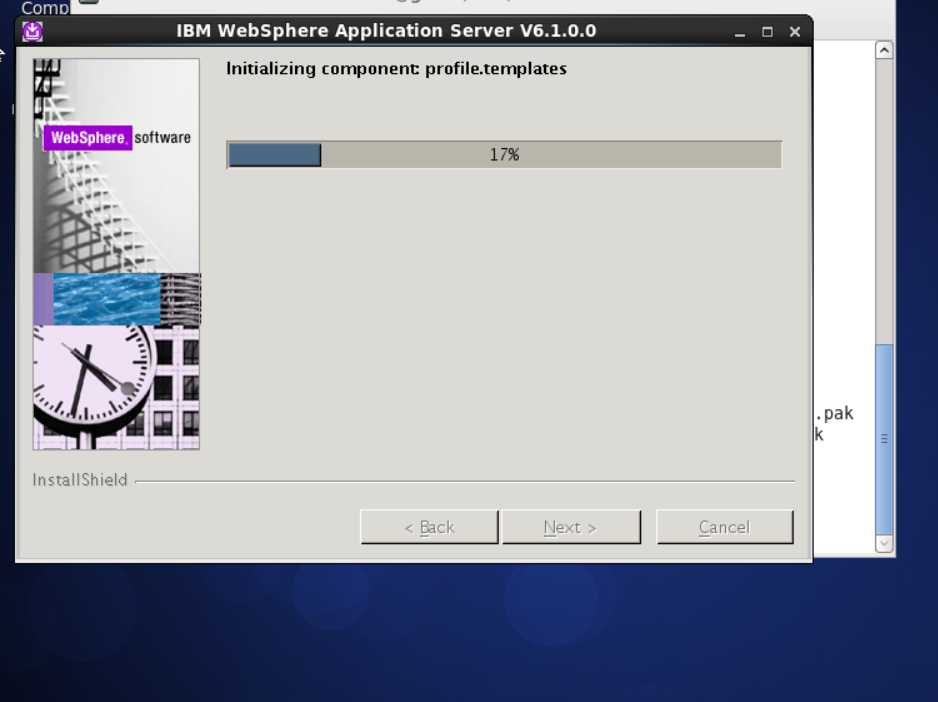 Comp
IBM WebSphere Application Server V6.1.0.0
Initializing component: profile.templates
WebSphere. software
17%
.pak
k
InstallShield
< Back
Next >
Cancel